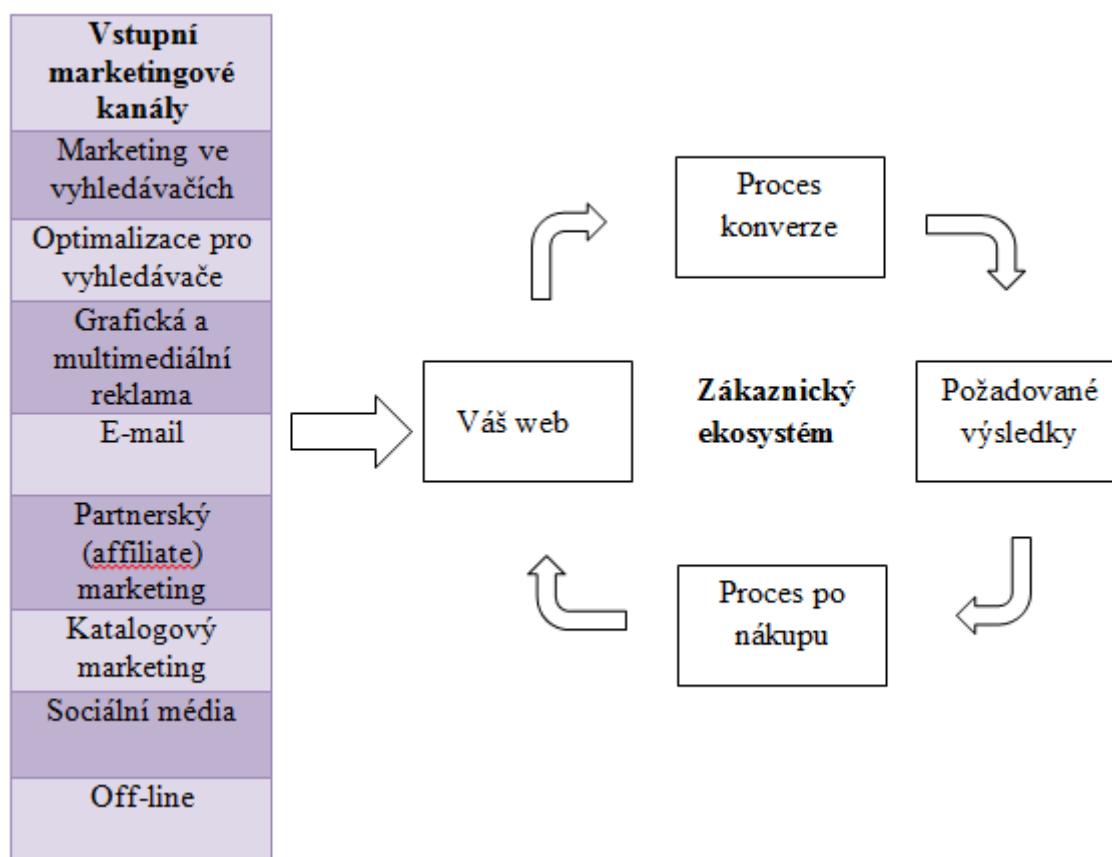 Vstupní
marketingové
kanály
Marketing ve
vyhledávačích
Optimalizace pro
vyhledávače
Grafická a
multimediální
reklama
E-mail
Partnerský
(affiliate)
marketing
Katalogový
marketing
Sociální média
Off-line
Váš web
Proces
konverze
Zákaznický
ekosystém
Požadované
výsledky
Proces po
nákupu